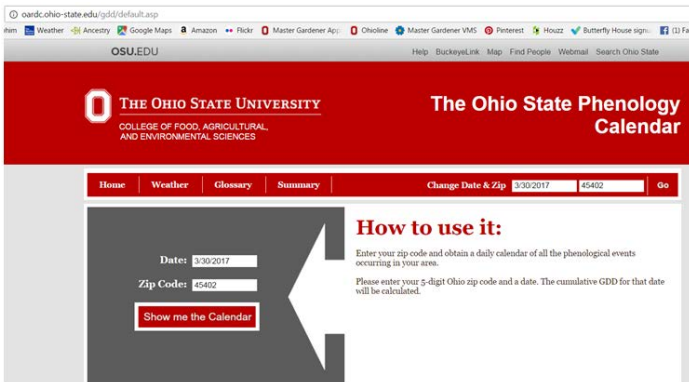 oardc.ohio-state.edu/gdd/default.asp
Weather Ancestry Google Maps a Amazon Flickr Master Gardener App Ohioline Master Gardener VMS Pinterest Houzz Butterfly House sign (1) Fa
OSU.EDU
Help BuckeyeLink Map Find People Webmail Search Ohio State
THE OHIO STATE UNIVERSITY
COLLEGE OF FOOD, AGRICULTURAL,
AND ENVIRONMENTAL SCIENCES
The Ohio State Phenology
Calendar
Home Weather Glossary Summary Change Date & Zip 3/30/2017 45402 Go
Date: 3/30/2017
Zip Code: 45402
Show me the Calendar
How to use it:
Enter your zip code and obtain a daily calendar of all the phenological events
occurring in your area.
Please enter your 5-digit Ohio zip code and a date. The cumulative GDD for that date
will be calculated.